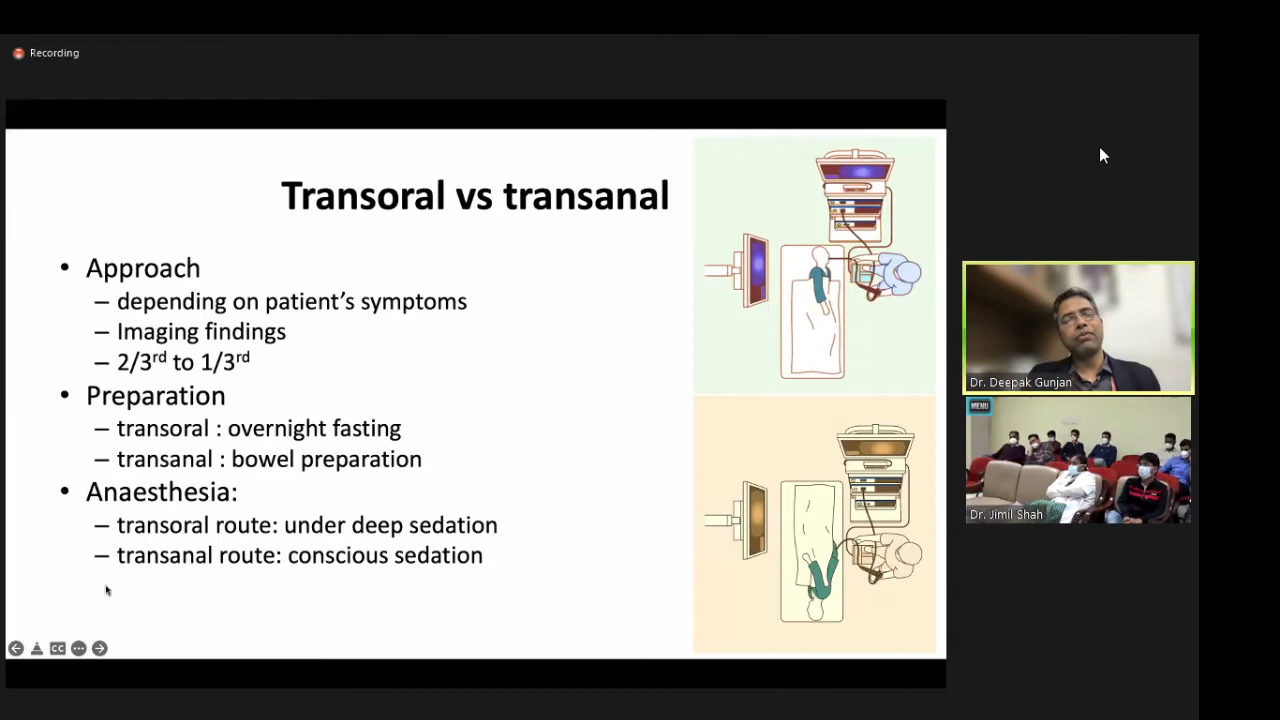 Recording
Transoral vs transanal
• Approach
– depending on patient’s symptoms
– Imaging findings
– 2/3rd to 1/3rd
• Preparation
– transoral : overnight fasting
– transanal : bowel preparation
• Anaesthesia:
– transoral route: under deep sedation
– transanal route: conscious sedation
CC
Dr. Deepak Gunjan
MENU
Dr. Jimil Shah